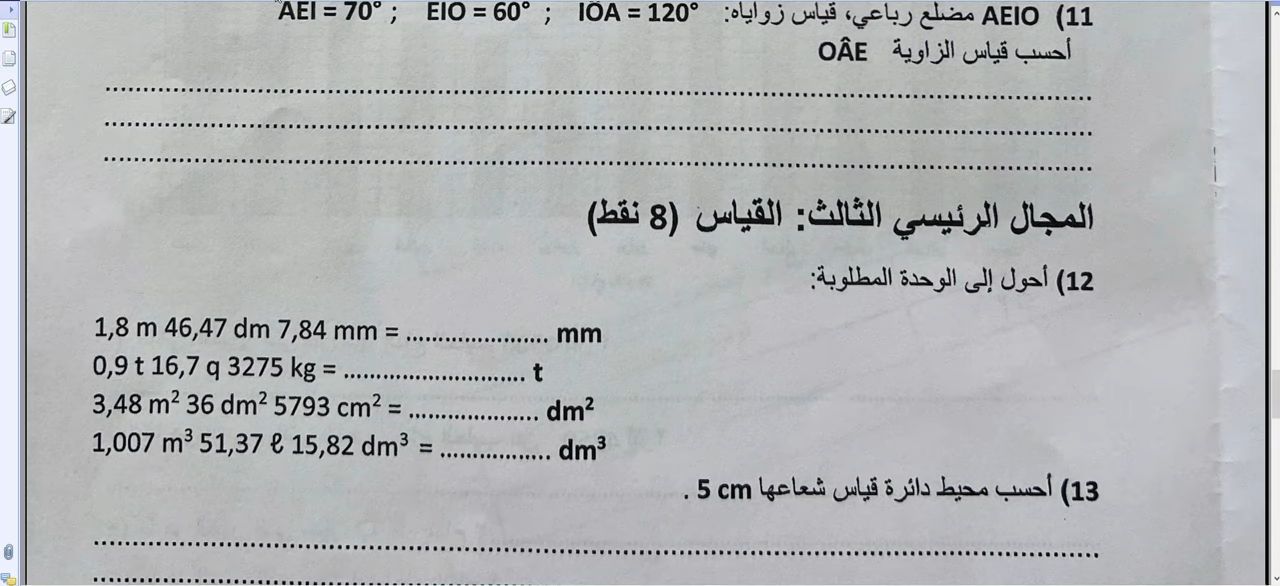 11) AEIO مضلع رباعي، قياس زواياه: IÔA = 120° ; EIO = 60° ; AEI = 70°
أحسب قياس الزاوية OÂE
المجال الرئيسي الثالث: القياس (8 نقط)
12) أحول إلى الوحدة المطلوبة:
1,8 m 46,47 dm 7,84 mm = ...................... mm
0,9 t 16,7 q 3275 kg = ............................ t
3,48 m² 36 dm² 5793 cm² = .................... dm²
1,007 m³ 51,37 ℓ 15,82 dm³ = ................. dm³
13) أحسب محيط دائرة قياس شعاعها 5 cm .